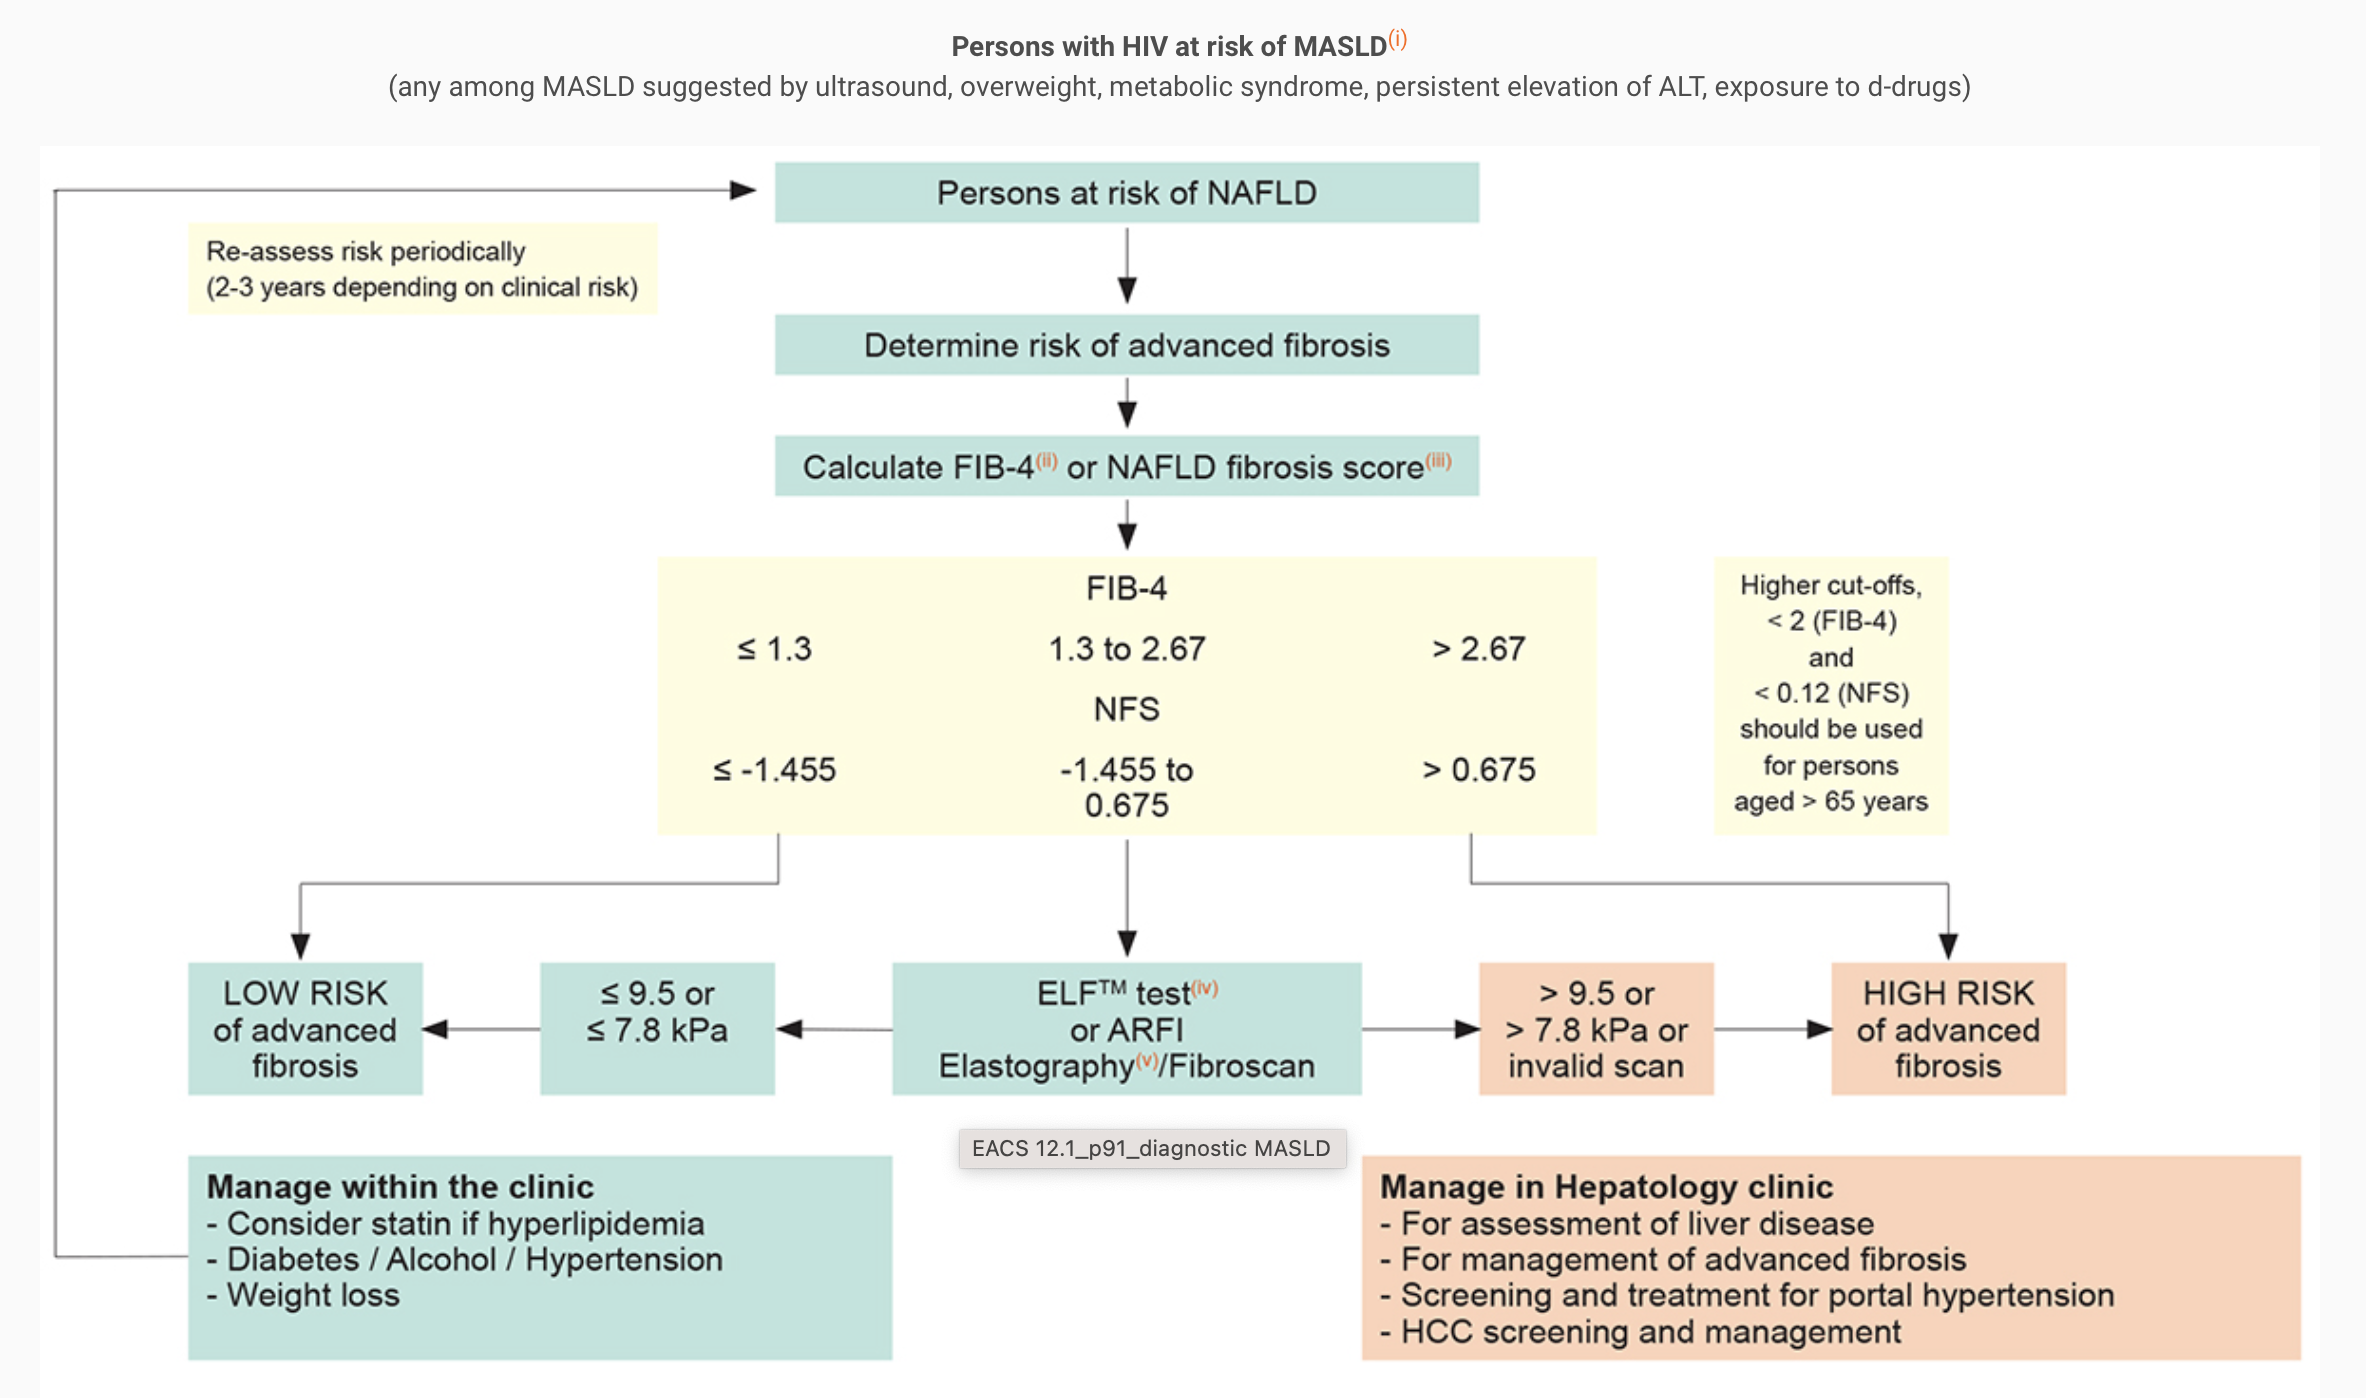 Persons with HIV at risk of MASLD(i)
(any among MASLD suggested by ultrasound, overweight, metabolic syndrome, persistent elevation of ALT, exposure to d-drugs)
Persons at risk of NAFLD
Re-assess risk periodically
(2-3 years depending on clinical risk)
Determine risk of advanced fibrosis
Calculate FIB-4(ii) or NAFLD fibrosis score(iii)
FIB-4
≤ 1.3 1.3 to 2.67 > 2.67
NFS
≤ -1.455 -1.455 to > 0.675
0.675
Higher cut-offs,
< 2 (FIB-4)
and
< 0.12 (NFS)
should be used
for persons
aged > 65 years
LOW RISK
of advanced
fibrosis
≤ 9.5 or
≤ 7.8 kPa
ELF™ test(iv)
or ARFI
Elastography(v)/Fibroscan
> 9.5 or
> 7.8 kPa or
invalid scan
HIGH RISK
of advanced
fibrosis
EACS 12.1_p91_diagnostic MASLD
Manage within the clinic
- Consider statin if hyperlipidemia
- Diabetes / Alcohol / Hypertension
- Weight loss
Manage in Hepatology clinic
- For assessment of liver disease
- For management of advanced fibrosis
- Screening and treatment for portal hypertension
- HCC screening and management